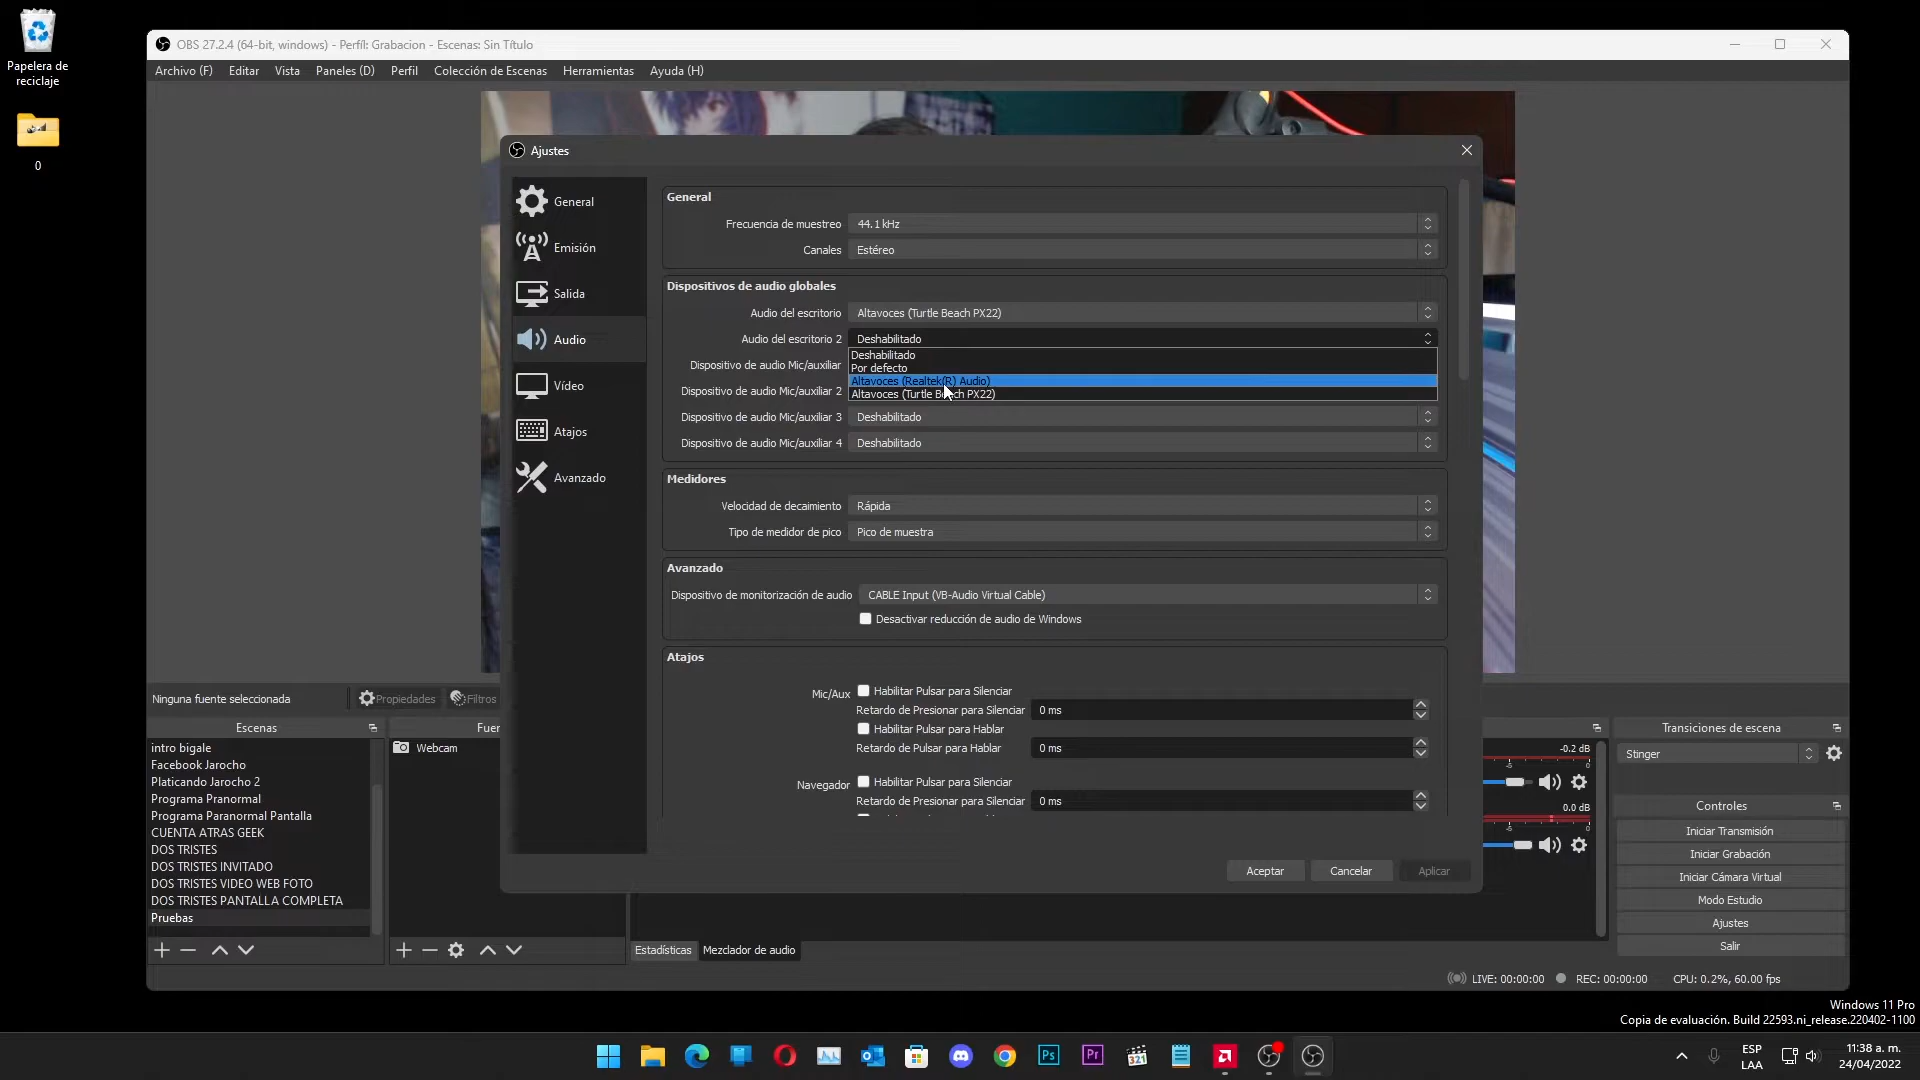 Papelera de
reciclaje
0
OBS 27.2.4 (64-bit, windows) - Perfil: Grabacion - Escenas: Sin Título
Archivo (F) Editar Vista Paneles (D) Perfil Colección de Escenas Herramientas Ayuda (H)
Ajustes
General
Emisión
Salida
Audio
Vídeo
Atajos
Avanzado
General
Frecuencia de muestreo 44.1kHz
Canales Estéreo
Dispositivos de audio globales
Audio del escritorio Altavoces (Turtle Beach PX22)
Audio del escritorio 2 Deshabilitado
Deshabilitado
Dispositivo de audio Mic/auxiliar
Por defecto
Altavoces (Realtek(R) Audio)
Dispositivo de audio Mic/auxiliar 2
Altavoces (Turtle Beach PX22)
Dispositivo de audio Mic/auxiliar 3 Deshabilitado
Dispositivo de audio Mic/auxiliar 4 Deshabilitado
Medidores
Velocidad de decaimiento Rápida
Tipo de medidor de pico Pico de muestra
Avanzado
Dispositivo de monitorización de audio CABLE Input (VB-Audio Virtual Cable)
Desactivar reducción de audio de Windows
Atajos
Mic/Aux Habilitar Pulsar para Silenciar
Retardo de Presionar para Silenciar 0 ms
Habilitar Pulsar para Hablar
Retardo de Pulsar para Hablar 0 ms
Navegador Habilitar Pulsar para Silenciar
Retardo de Presionar para Silenciar 0 ms
Aceptar Cancelar Aplicar
Ninguna fuente seleccionada Propiedades Filtros
Escenas
intro bigale
Facebook Jarocho
Platicando Jarocho 2
Programa Pranormal
Programa Paranormal Pantalla
CUENTA ATRAS GEEK
DOS TRISTES
DOS TRISTES INVITADO
DOS TRISTES VIDEO WEB FOTO
DOS TRISTES PANTALLA COMPLETA
Pruebas
Fuen
Webcam
Estadísticas Mezclador de audio
-0.2 dB
-5 0
0.0 dB
-5 0
Transiciones de escena
Stinger
Controles
Iniciar Transmisión
Iniciar Grabación
Iniciar Cámara Virtual
Modo Estudio
Ajustes
Salir
LIVE: 00:00:00 REC: 00:00:00 CPU: 0.2%, 60.00 fps
Windows 11 Pro
Copia de evaluación. Build 22593.ni_release.220402-1100
Ps
Pr
321
ESP
LAA
11:38 a. m.
24/04/2022